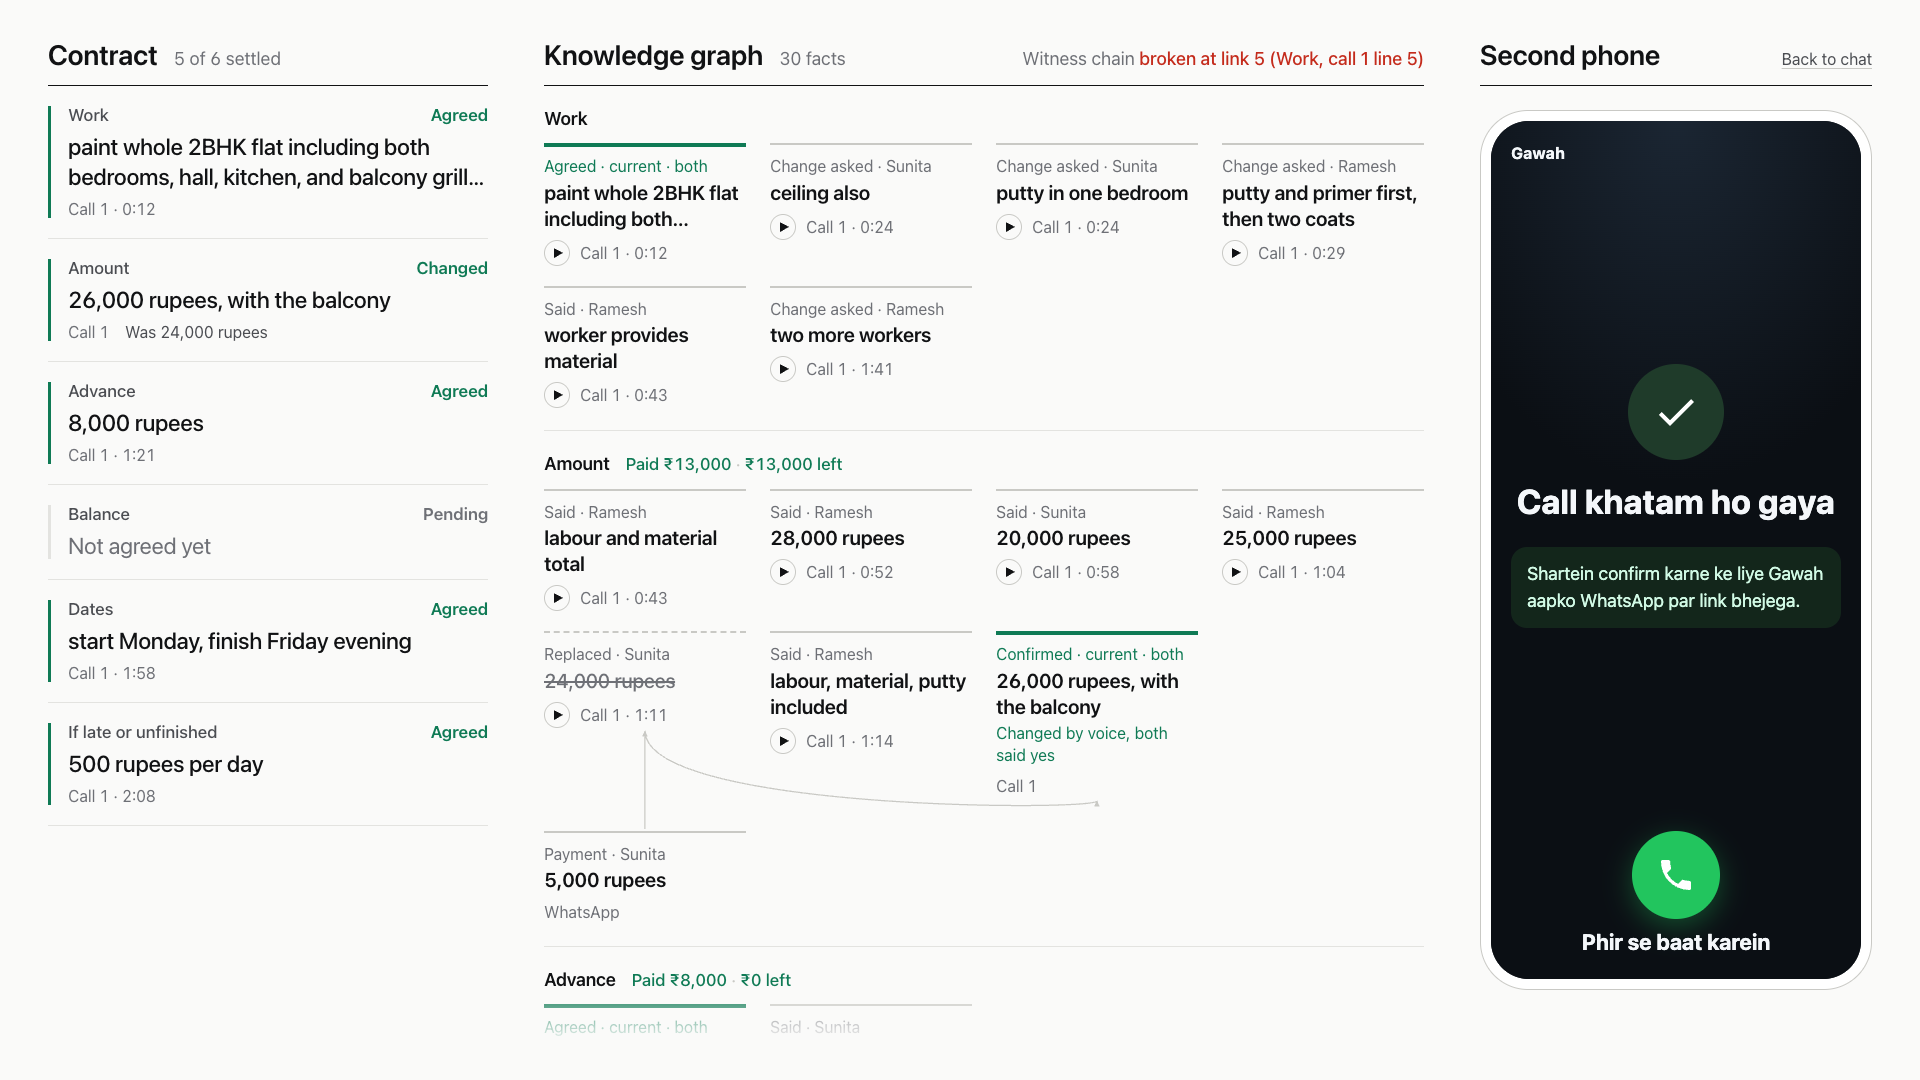 Contract 5 of 6 settled
Work Agreed
paint whole 2BHK flat including both
bedrooms, hall, kitchen, and balcony grill...
Call 1 · 0:12
Amount Changed
26,000 rupees, with the balcony
Call 1 Was 24,000 rupees
Advance Agreed
8,000 rupees
Call 1 · 1:21
Balance Pending
Not agreed yet
Dates Agreed
start Monday, finish Friday evening
Call 1 · 1:58
If late or unfinished Agreed
500 rupees per day
Call 1 · 2:08
Knowledge graph 30 facts Witness chain broken at link 5 (Work, call 1 line 5)
Work
Agreed · current · both
paint whole 2BHK flat
including both...
Call 1 · 0:12
Change asked · Sunita
ceiling also
Call 1 · 0:24
Change asked · Sunita
putty in one bedroom
Call 1 · 0:24
Change asked · Ramesh
putty and primer first,
then two coats
Call 1 · 0:29
Said · Ramesh
worker provides
material
Call 1 · 0:43
Change asked · Ramesh
two more workers
Call 1 · 1:41
Amount Paid ₹13,000 · ₹13,000 left
Said · Ramesh
labour and material
total
Call 1 · 0:43
Said · Ramesh
28,000 rupees
Call 1 · 0:52
Said · Sunita
20,000 rupees
Call 1 · 0:58
Said · Ramesh
25,000 rupees
Call 1 · 1:04
Replaced · Sunita
24,000 rupees
Call 1 · 1:11
Said · Ramesh
labour, material, putty
included
Call 1 · 1:14
Confirmed · current · both
26,000 rupees, with
the balcony
Changed by voice, both
said yes
Call 1
Payment · Sunita
5,000 rupees
WhatsApp
Advance Paid ₹8,000 · ₹0 left
Agreed · current · both
Said · Sunita
Second phone Back to chat
Gawah
Call khatam ho gaya
Shartein confirm karne ke liye Gawah
aapko WhatsApp par link bhejega.
Phir se baat karein